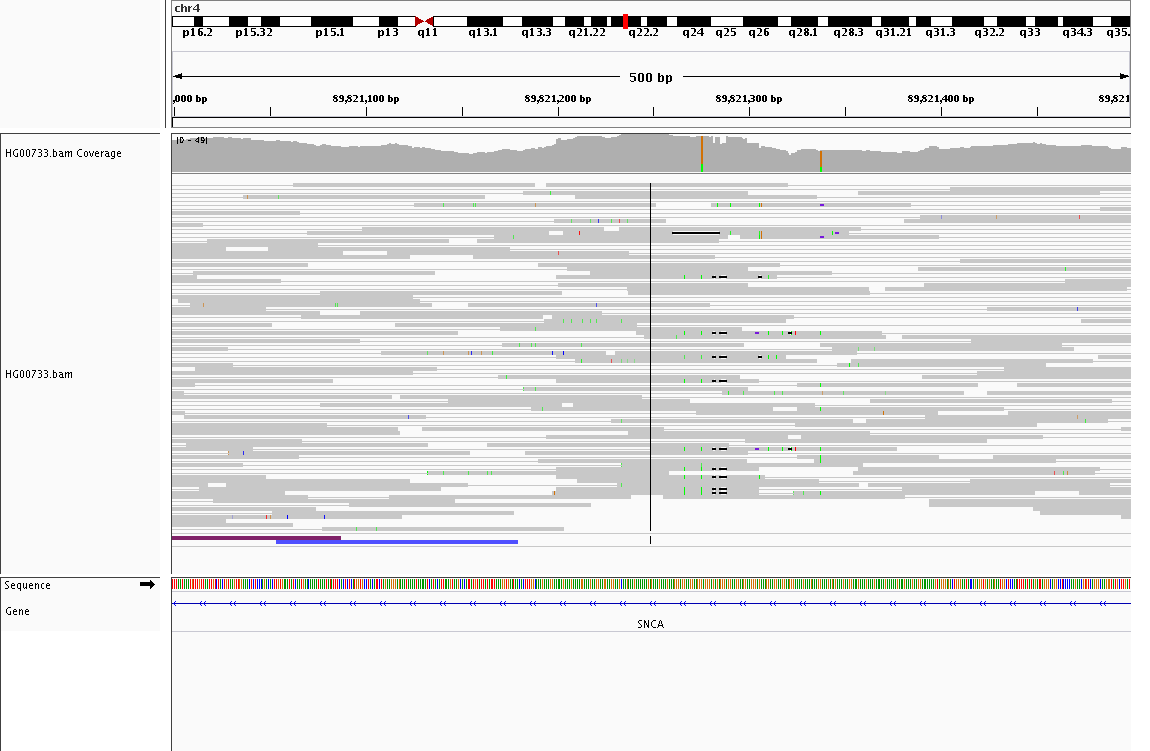 chr4
p16.2 p15.32 p15.1 p13 q11 q13.1 q13.3 q21.22 q22.2 q24 q25 q26 q28.1 q28.3 q31.21 q31.3 q32.2 q33 q34.3 q35.
500 bp
,000 bp 89,821,100 bp 89,821,200 bp 89,821,300 bp 89,821,400 bp 89,821
[0 - 49]
HG00733.bam Coverage
HG00733.bam
Sequence
Gene
SNCA